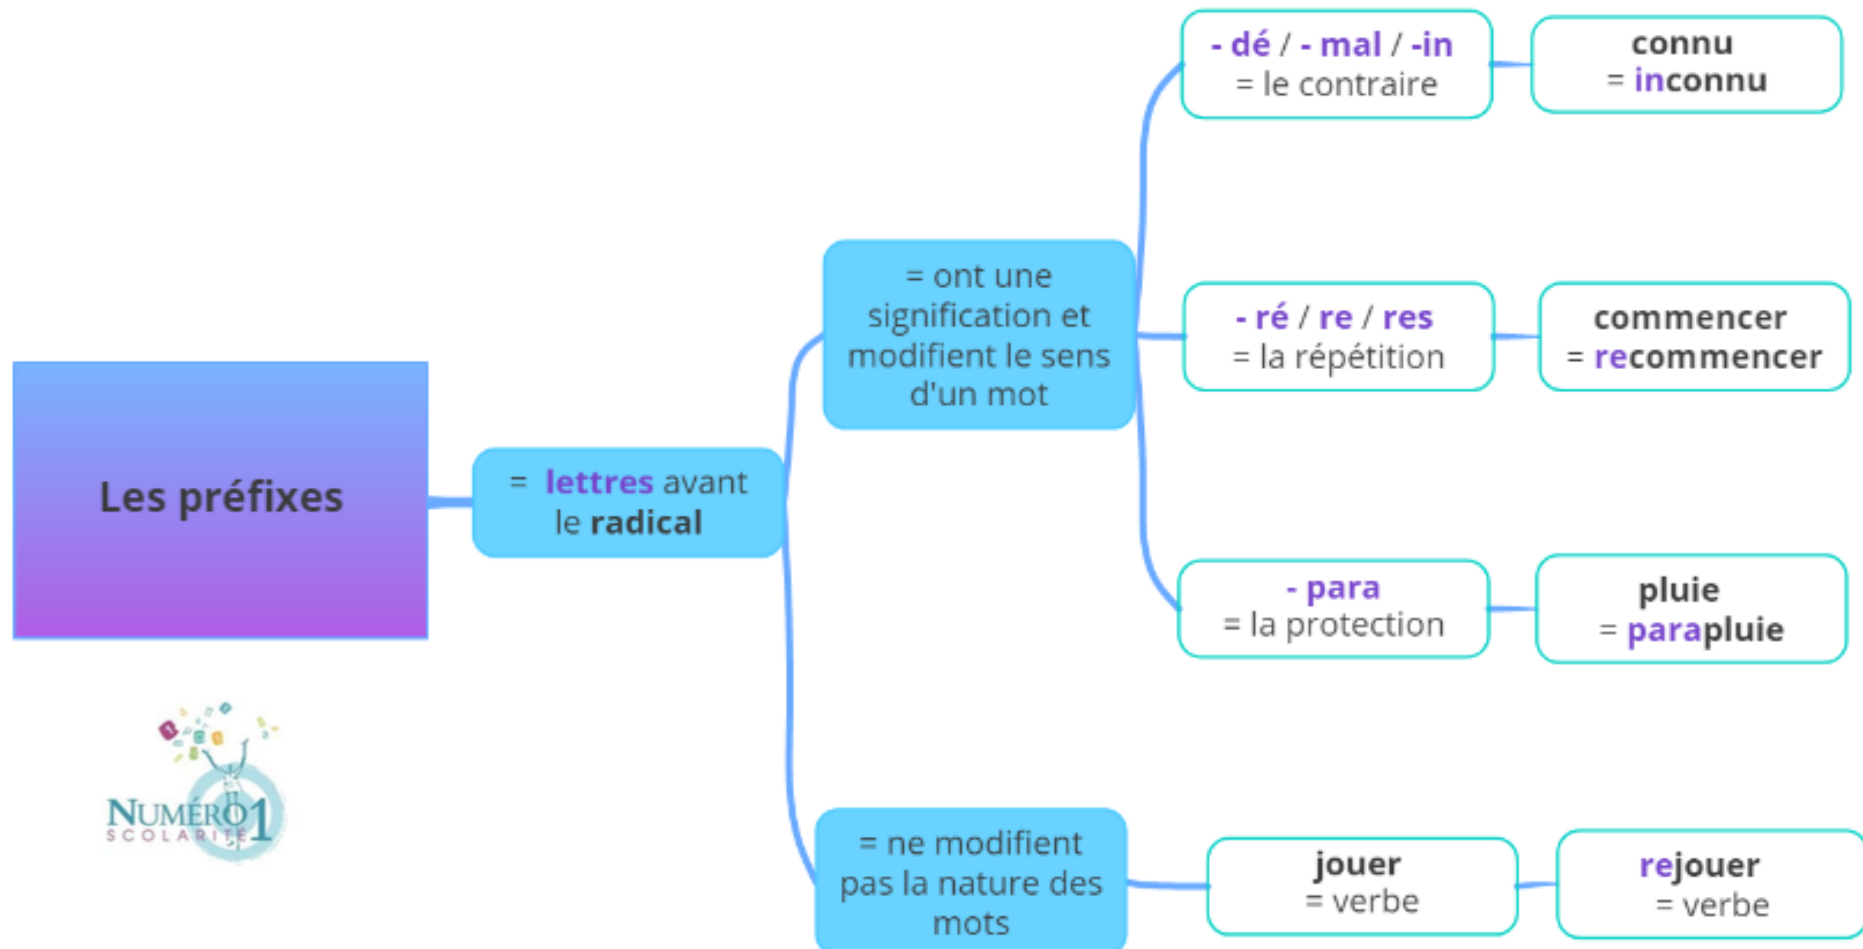 - dé / - mal / -in
= le contraire
connu
= inconnu
= ont une
signification et
modifient le sens
d'un mot
- ré / re / res
= la répétition
commencer
= recommencer
Les préfixes
= lettres avant
le radical
- para
= la protection
pluie
= parapluie
NUMÉRO1
SCOLARITÉ
= ne modifient
pas la nature des
mots
jouer
= verbe
rejouer
= verbe